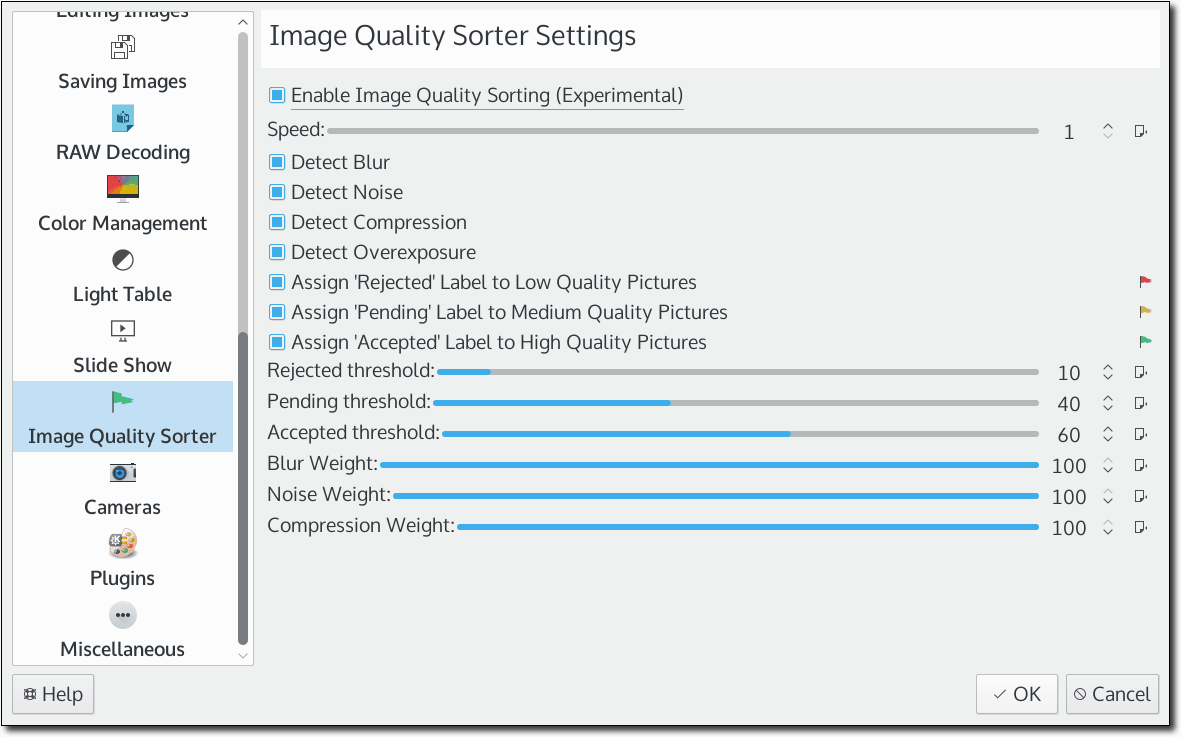 Editing Images
Saving Images
RAW Decoding
Color Management
Light Table
Slide Show
Image Quality Sorter
Cameras
Plugins
Miscellaneous
Image Quality Sorter Settings
Enable Image Quality Sorting (Experimental)
Speed: 1
Detect Blur
Detect Noise
Detect Compression
Detect Overexposure
Assign 'Rejected' Label to Low Quality Pictures
Assign 'Pending' Label to Medium Quality Pictures
Assign 'Accepted' Label to High Quality Pictures
Rejected threshold: 10
Pending threshold: 40
Accepted threshold: 60
Blur Weight: 100
Noise Weight: 100
Compression Weight: 100
Help
OK
Cancel